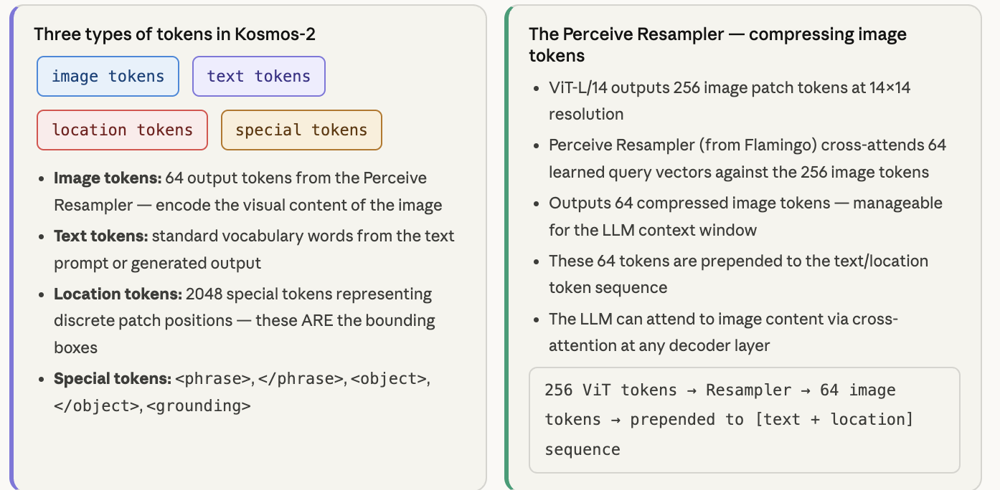 Three types of tokens in Kosmos-2
image tokens
text tokens
location tokens
special tokens
• Image tokens: 64 output tokens from the Perceive
Resampler — encode the visual content of the image
• Text tokens: standard vocabulary words from the text
prompt or generated output
• Location tokens: 2048 special tokens representing
discrete patch positions — these ARE the bounding
boxes
• Special tokens: <phrase>, </phrase>, <object>,
</object>, <grounding>
The Perceive Resampler — compressing image
tokens
• ViT-L/14 outputs 256 image patch tokens at 14×14
resolution
• Perceive Resampler (from Flamingo) cross-attends 64
learned query vectors against the 256 image tokens
• Outputs 64 compressed image tokens — manageable
for the LLM context window
• These 64 tokens are prepended to the text/location
token sequence
• The LLM can attend to image content via cross-
attention at any decoder layer
256 ViT tokens → Resampler → 64 image
tokens → prepended to [text + location]
sequence